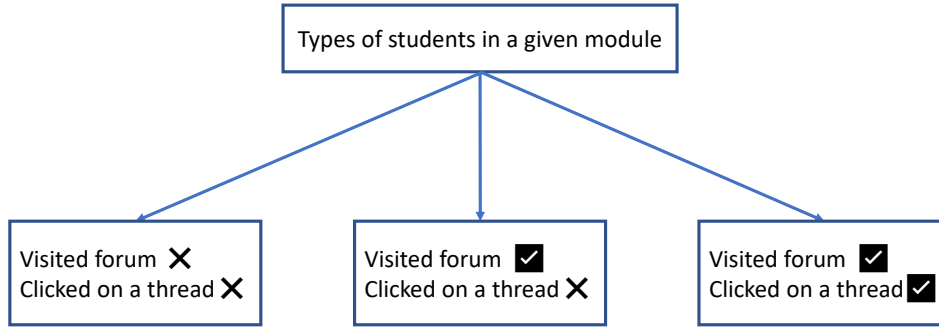 Types of students in a given module
Visited forum ✕
Clicked on a thread ✕
Visited forum ✓
Clicked on a thread ✕
Visited forum ✓
Clicked on a thread ✓